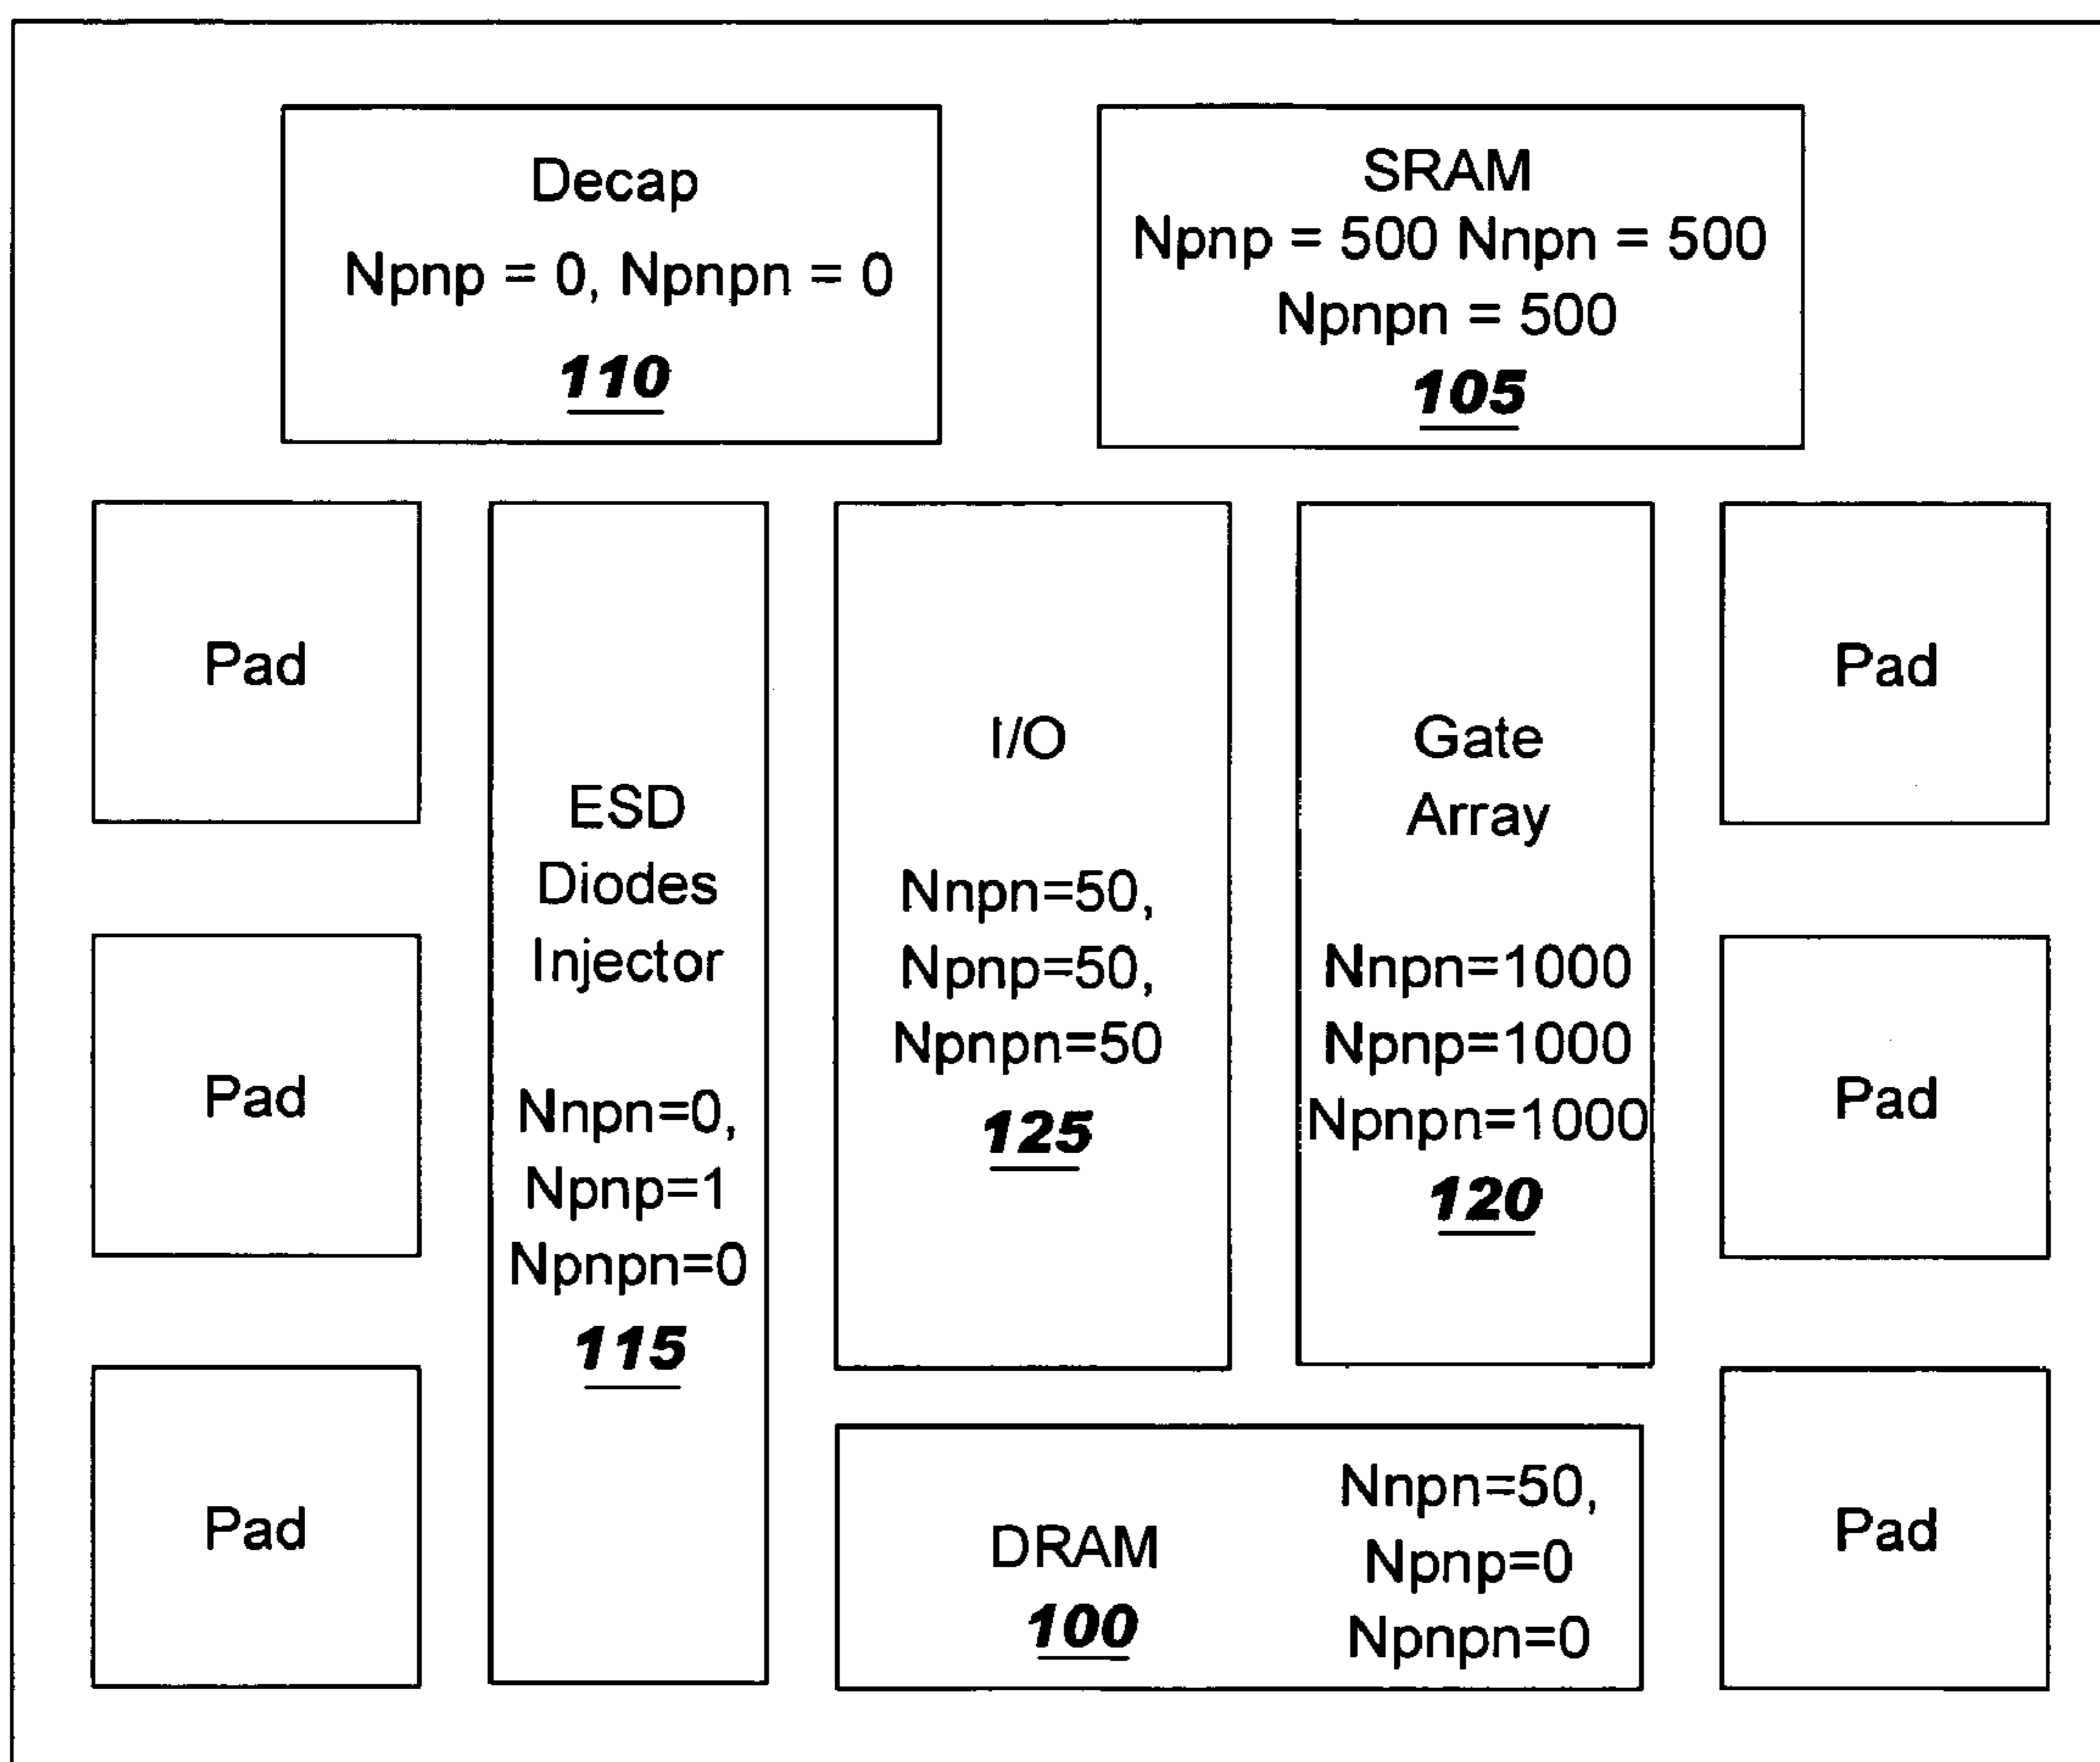 Decap
Npnp = 0, Npnpn = 0
110
SRAM
Npnp = 500 Nnpn = 500
Npnpn = 500
105
Pad
Pad
Pad
ESD
Diodes
Injector
Nnpn=0,
Npnp=1
Npnpn=0
115
I/O
Nnpn=50,
Npnp=50,
Npnpn=50
125
Gate
Array
Nnpn=1000
Npnp=1000
Npnpn=1000
120
Pad
Pad
Pad
DRAM
100
Nnpn=50,
Npnp=0
Npnpn=0